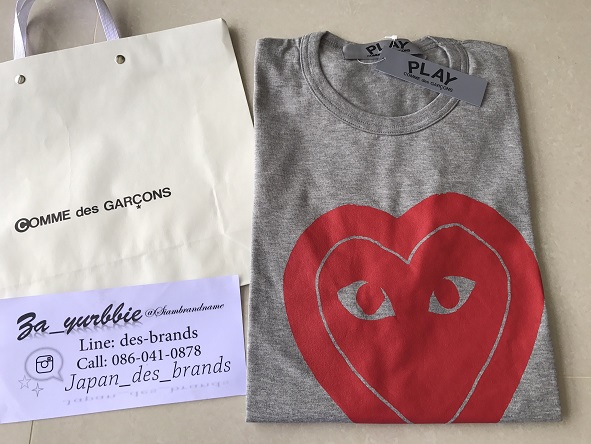 COMME des GARÇONS
Za_yurbbie @Siambrandname
Line: des-brands
Call: 086-041-0878
Japan_des_brands
PLAY
PLAY
COMME des GARÇONS